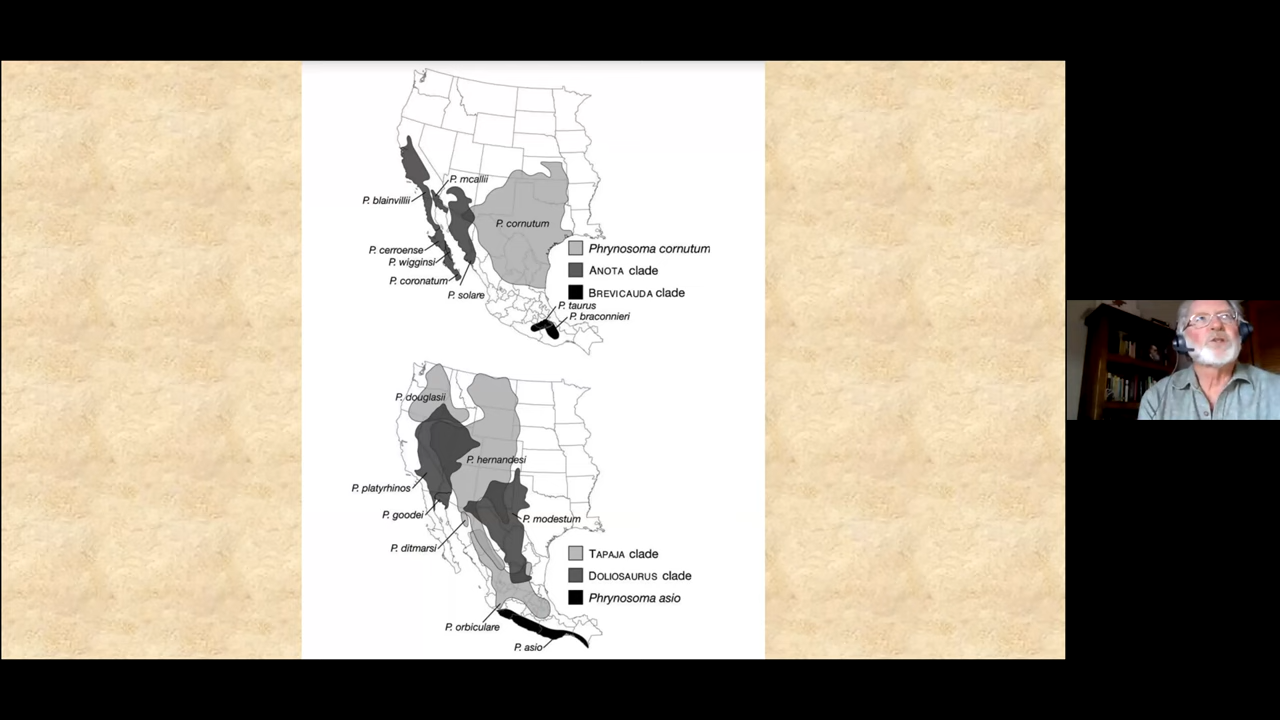 P. mcallii
P. blainvillii
P. cornutum
P. cerroense
P. wigginsi
P. coronatum
P. solare
Phrynosoma cornutum
ANOTA clade
BREVICAUDA clade
P. taurus
P. braconnieri
P. douglasii
P. hernandesi
P. platyrhinos
P. goodei
P. modestum
P. ditmarsi
TAPAJA clade
DOLIOSAURUS clade
Phrynosoma asio
P. orbiculare
P. asio